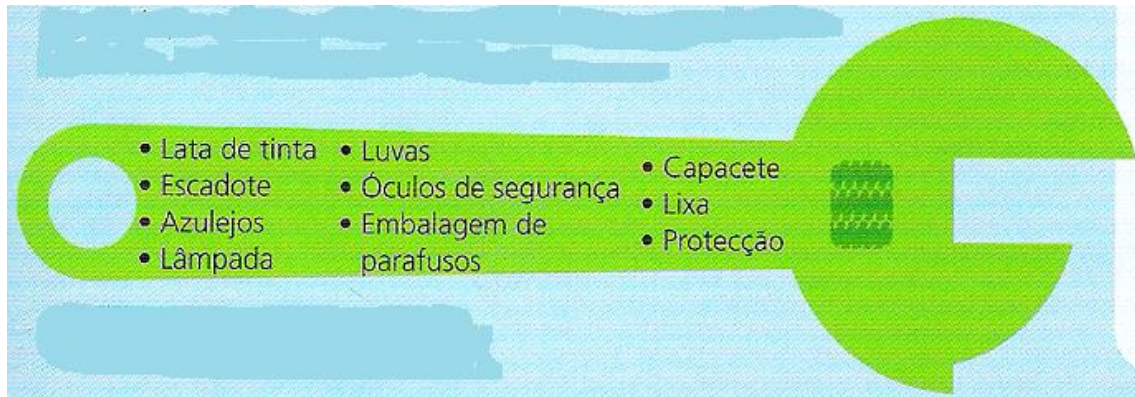 • Lata de tinta
• Escadote
• Azulejos
• Lâmpada
• Luvas
• Óculos de segurança
• Embalagem de
parafusos
• Capacete
• Lixa
• Protecção